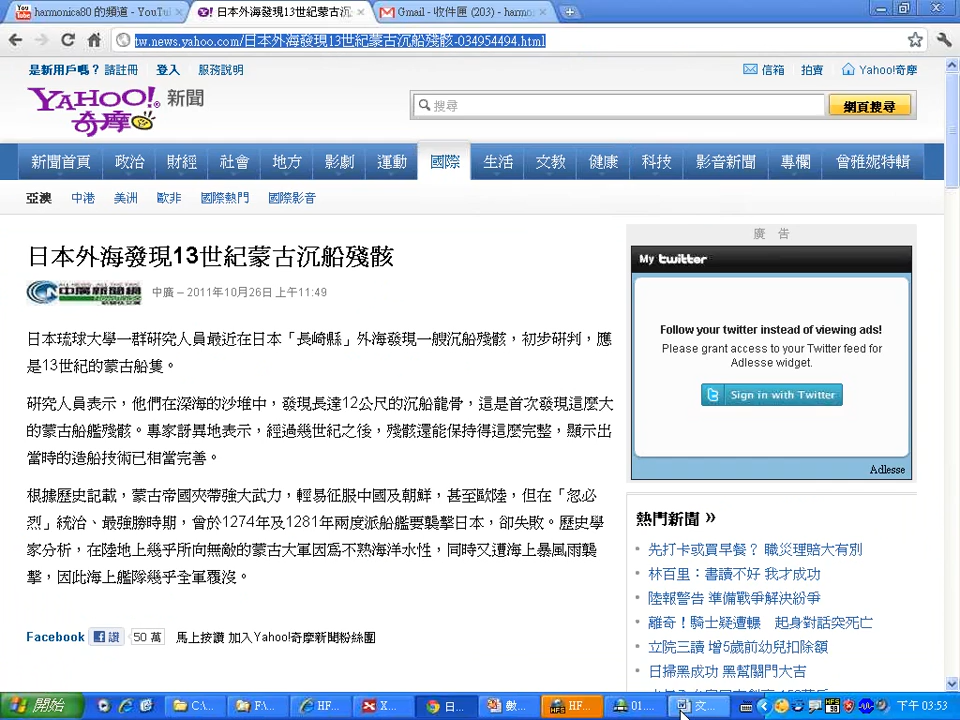 harmonica80 的頻道 - YouTu
日本外海發現13世紀蒙古沉
Gmail - 收件匣 (203) - harmo
tw.news.yahoo.com/日本外海發現13世紀蒙古沉船殘骸-034954494.html
是新用戶嗎？請註冊 登入 服務說明
信箱 拍賣 Yahoo!奇摩
YAHOO! 奇摩 新聞
搜尋
網頁搜尋
新聞首頁 政治 財經 社會 地方 影劇 運動 國際 生活 文教 健康 科技 影音新聞 專欄 曾雅妮特輯
亞澳 中港 美洲 歐非 國際熱門 國際影音
日本外海發現13世紀蒙古沉船殘骸
中廣新聞網 中廣 – 2011年10月26日 上午11:49
日本琉球大學一群研究人員最近在日本「長崎縣」外海發現一艘沉船殘骸，初步研判，應
是13世紀的蒙古船隻。
研究人員表示，他們在深海的沙堆中，發現長達12公尺的沉船龍骨，這是首次發現這麼大
的蒙古船艦殘骸。專家訝異地表示，經過幾世紀之後，殘骸還能保持得這麼完整，顯示出
當時的造船技術已相當完善。
根據歷史記載，蒙古帝國夾帶強大武力，輕易征服中國及朝鮮，甚至歐陸，但在「忽必
烈」統治、最強勝時期，曾於1274年及1281年兩度派船艦要襲擊日本，卻失敗。歷史學
家分析，在陸地上幾乎所向無敵的蒙古大軍因為不熟海洋水性，同時又遭海上暴風雨襲
擊，因此海上艦隊幾乎全軍覆沒。
Facebook 讚 50 萬 馬上按讚 加入Yahoo!奇摩新聞粉絲團
廣 告
My twitter
Follow your twitter instead of viewing ads!
Please grant access to your Twitter feed for
Adlesse widget.
Sign in with Twitter
Adlesse
熱門新聞 »
先打卡或買早餐？ 職災理賠大有別
林百里：書讀不好 我才成功
陸報警告 準備戰爭解決紛爭
離奇！騎士疑遭輾 起身對話突死亡
立院三讀 增5歲前幼兒扣除額
日掃黑成功 黑幫關門大吉
開始 C:\... F:\... HF... X... 日... 數... HF... 01... 文... 下午 03:53